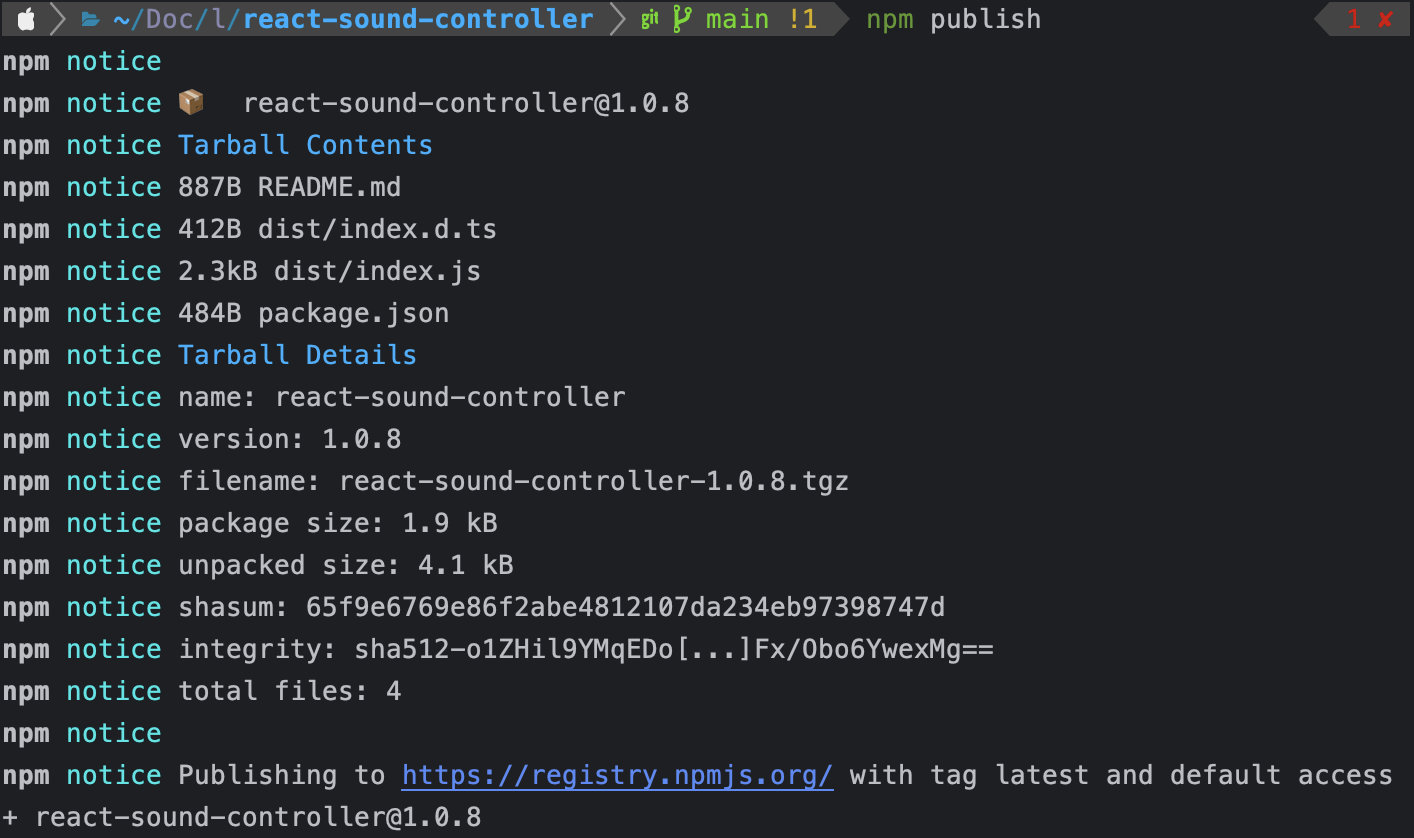 ~/Doc/l/react-sound-controller git main !1 npm publish 1 ✘
npm notice
npm notice 📦 react-sound-controller@1.0.8
npm notice Tarball Contents
npm notice 887B README.md
npm notice 412B dist/index.d.ts
npm notice 2.3kB dist/index.js
npm notice 484B package.json
npm notice Tarball Details
npm notice name: react-sound-controller
npm notice version: 1.0.8
npm notice filename: react-sound-controller-1.0.8.tgz
npm notice package size: 1.9 kB
npm notice unpacked size: 4.1 kB
npm notice shasum: 65f9e6769e86f2abe4812107da234eb97398747d
npm notice integrity: sha512-o1ZHil9YMqEDo[...]Fx/Obo6YwexMg==
npm notice total files: 4
npm notice
npm notice Publishing to https://registry.npmjs.org/ with tag latest and default access
+ react-sound-controller@1.0.8